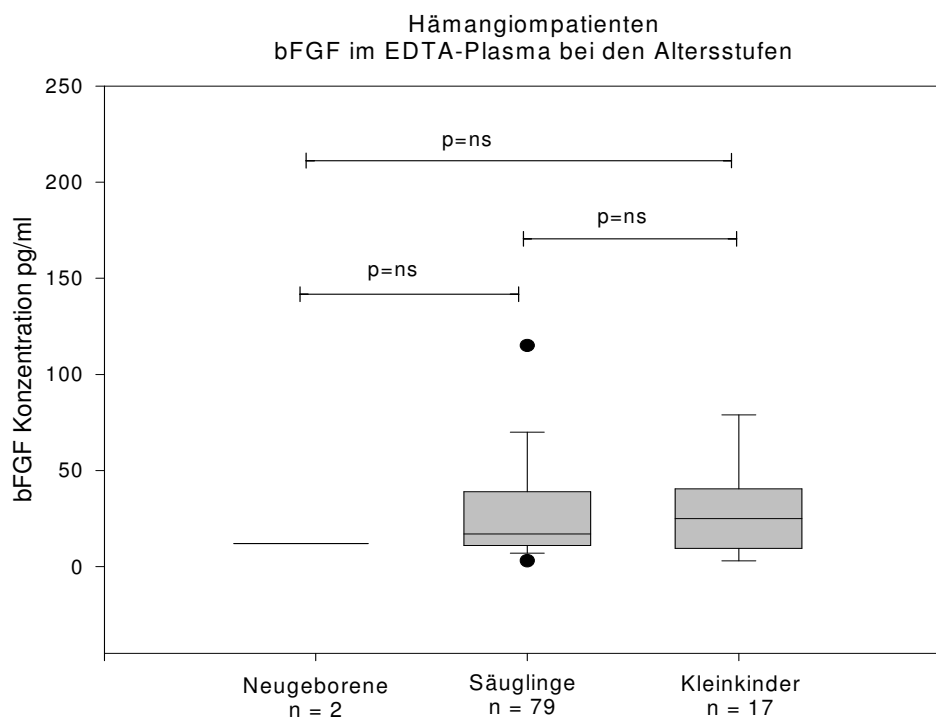 Hämangiompatienten
bFGF im EDTA-Plasma bei den Altersstufen
bFGF Konzentration pg/ml
250
200
150
100
50
0
p=ns
p=ns
p=ns
Neugeborene
n = 2
Säuglinge
n = 79
Kleinkinder
n = 17